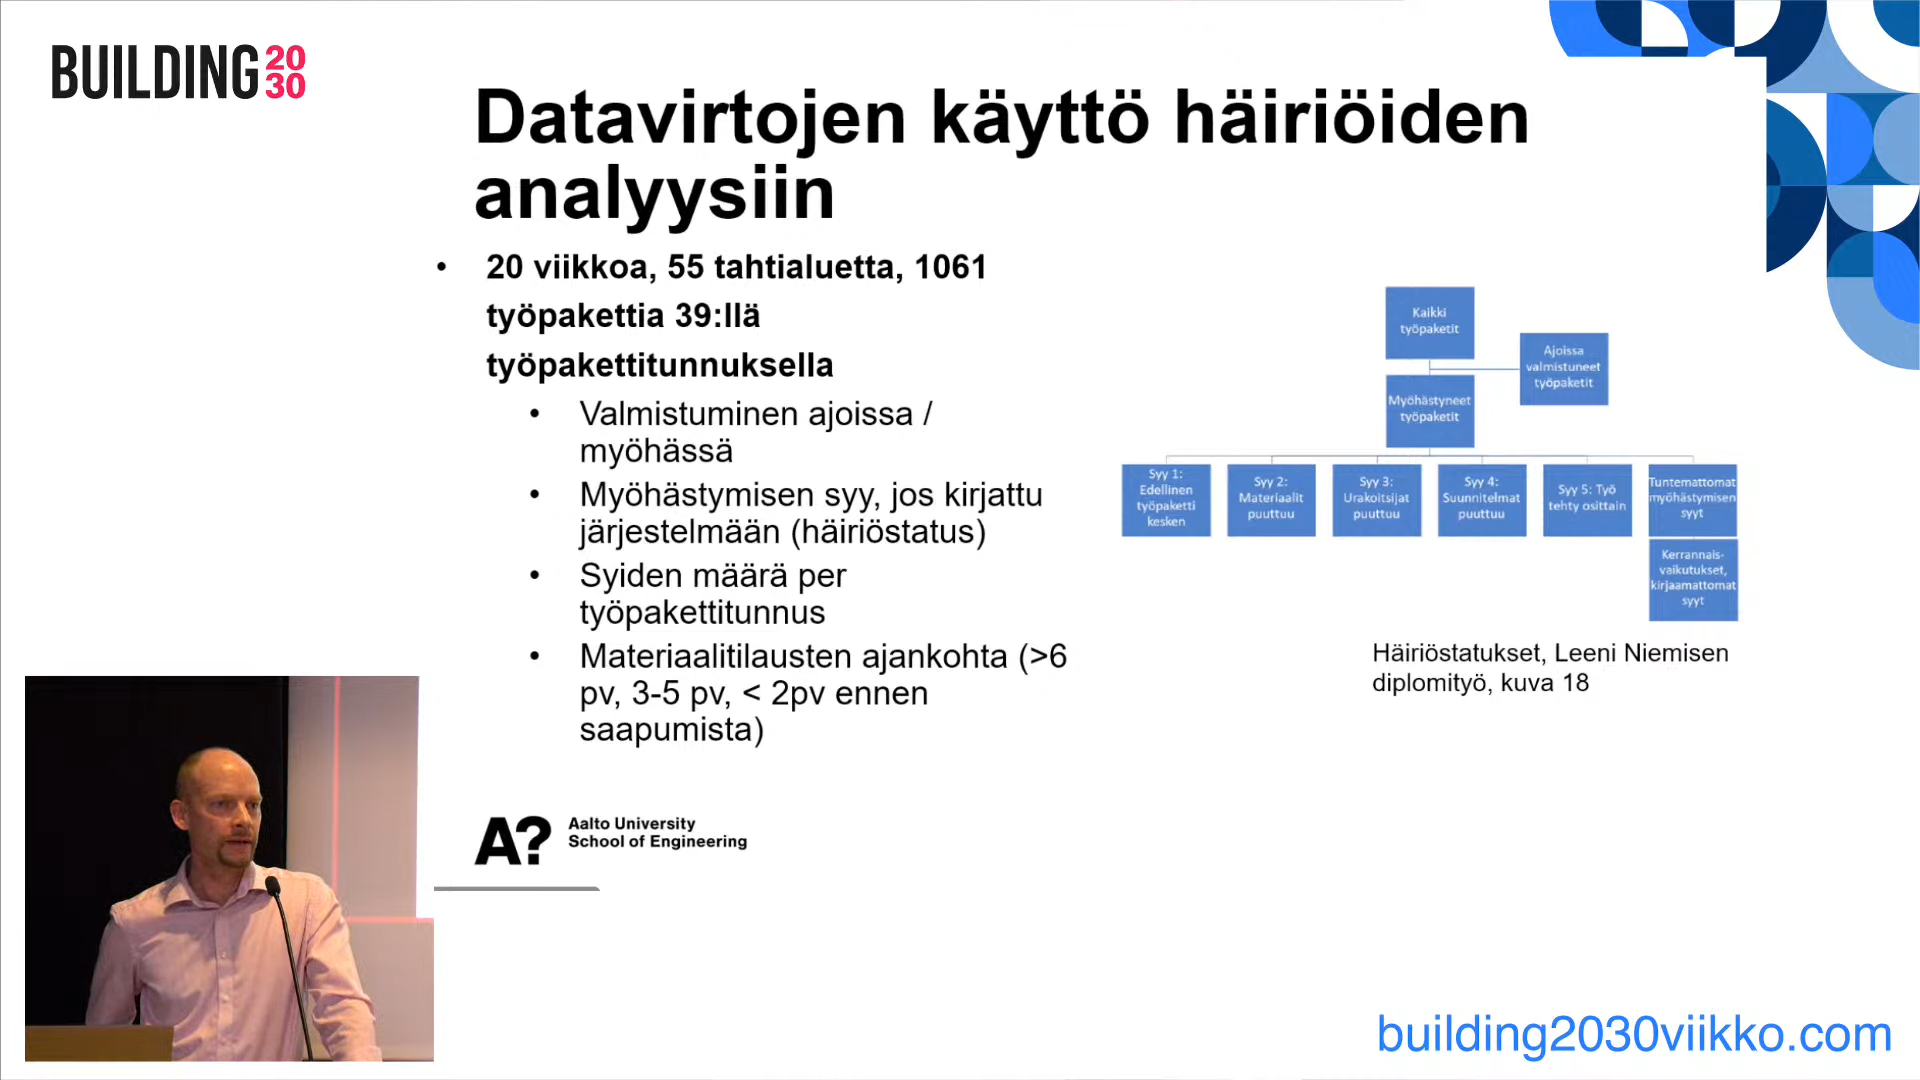 BUILDING 20
30
Datavirtojen käyttö häiriöiden
analyysiin
• 20 viikkoa, 55 tahtialuetta, 1061
työpakettia 39:llä
työpakettitunnuksella
• Valmistuminen ajoissa /
myöhässä
• Myöhästymisen syy, jos kirjattu
järjestelmään (häiriöstatus)
• Syiden määrä per
työpakettitunnus
• Materiaalitilausten ajankohta (>6
pv, 3-5 pv, < 2pv ennen
saapumista)
Kaikki
työpaketit
Ajoissa
valmistuneet
työpaketit
Myöhästyneet
työpaketit
Syy 1:
Edellinen
työpaketti
kesken
Syy 2:
Materiaalit
puuttuu
Syy 3:
Urakoitsijat
puuttuu
Syy 4:
Suunnitelmat
puuttuu
Syy 5: Työ
tehty osittain
Tuntemattomat
myöhästymisen
syyt
Kerrannais-
vaikutukset,
kirjaamattomat
syyt
Häiriöstatukset, Leeni Niemisen
diplomityö, kuva 18
A?
Aalto University
School of Engineering
building2030viikko.com